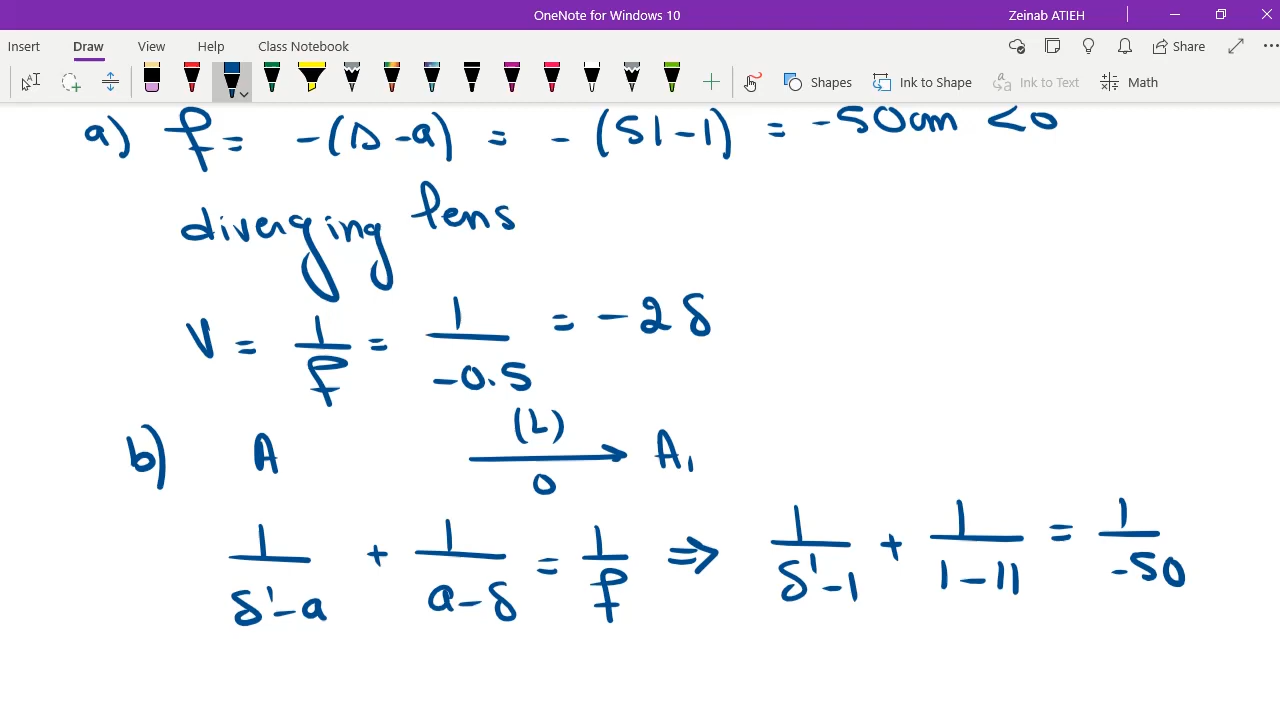 OneNote for Windows 10 Zeinab ATIEH
Insert Draw View Help Class Notebook Share
Shapes Ink to Shape Ink to Text Math
a) f = -(D-a) = -(51-1) = -50cm <0
diverging lens
V = 1/f = 1/-0.5 = -2δ
b) A (L) → O A₁
1/δ'-a + 1/a-δ = 1/f ⇒ 1/δ'-1 + 1/1-11 = 1/-50